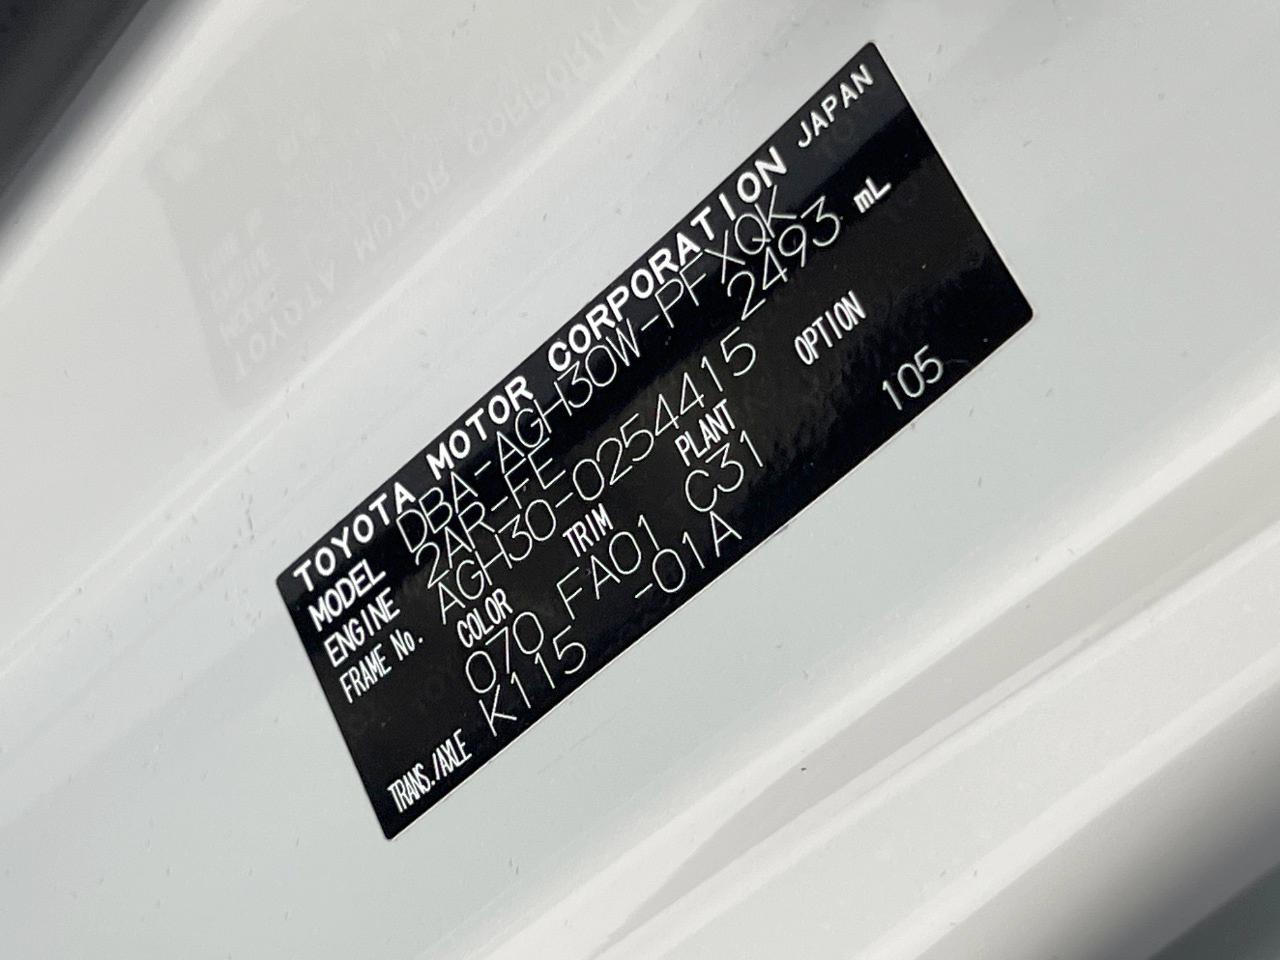 TOYOTA MOTOR CORPORATION JAPAN
MODEL DBA-AGH30W-PFXQK
ENGINE 2AR-FE 2493 mL
FRAME No. AGH30-0254415
COLOR TRIM PLANT OPTION
070 FA01 C31 105
TRANS./AXLE K115 -01A